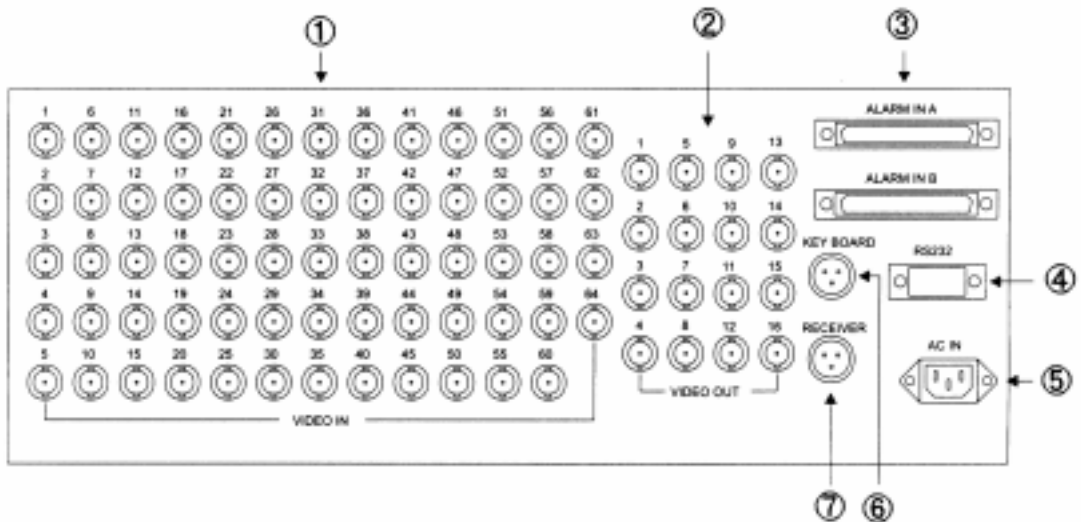 ① ② ③
ALARM IN A
1 6 11 16 21 26 31 36 41 46 51 56 61
1 5 9 13
2 7 12 17 22 27 32 37 42 47 52 57 62
ALARM IN B
2 6 10 14
3 8 13 18 23 28 33 38 43 48 53 58 63
KEY BOARD
RS232
3 7 11 15
④
4 9 14 19 24 29 34 39 44 49 54 59 64
4 8 12 16
RECEIVER
AC IN
5 10 15 20 25 30 35 40 45 50 55 60
⑤
VIDEO OUT
VIDEO IN
⑦ ⑥